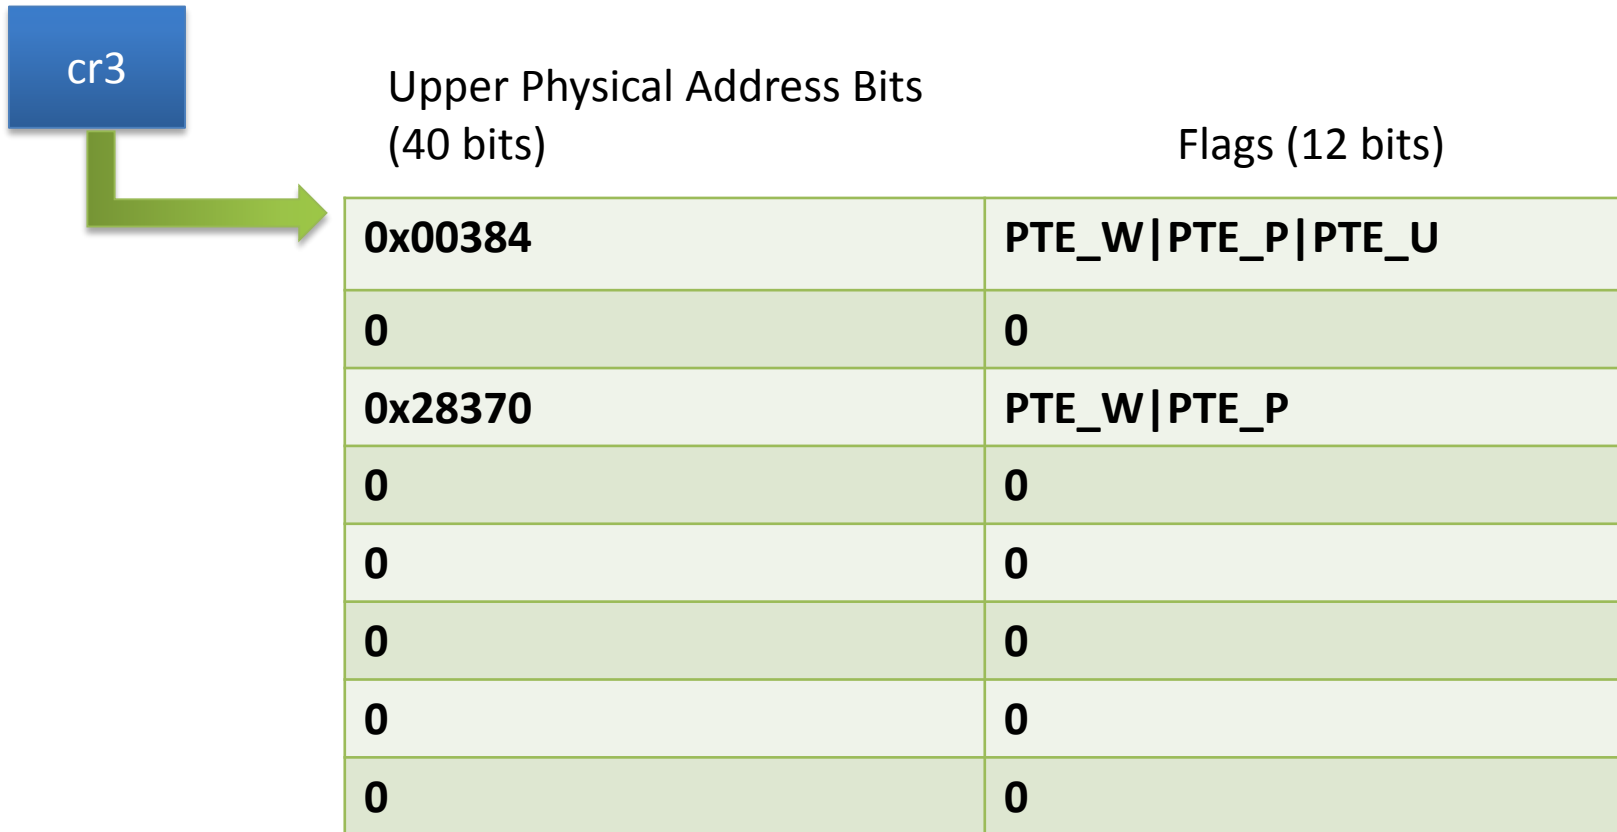 cr3
Upper Physical Address Bits
(40 bits)
Flags (12 bits)
0x00384 PTE_W|PTE_P|PTE_U
0 0
0x28370 PTE_W|PTE_P
0 0
0 0
0 0
0 0
0 0